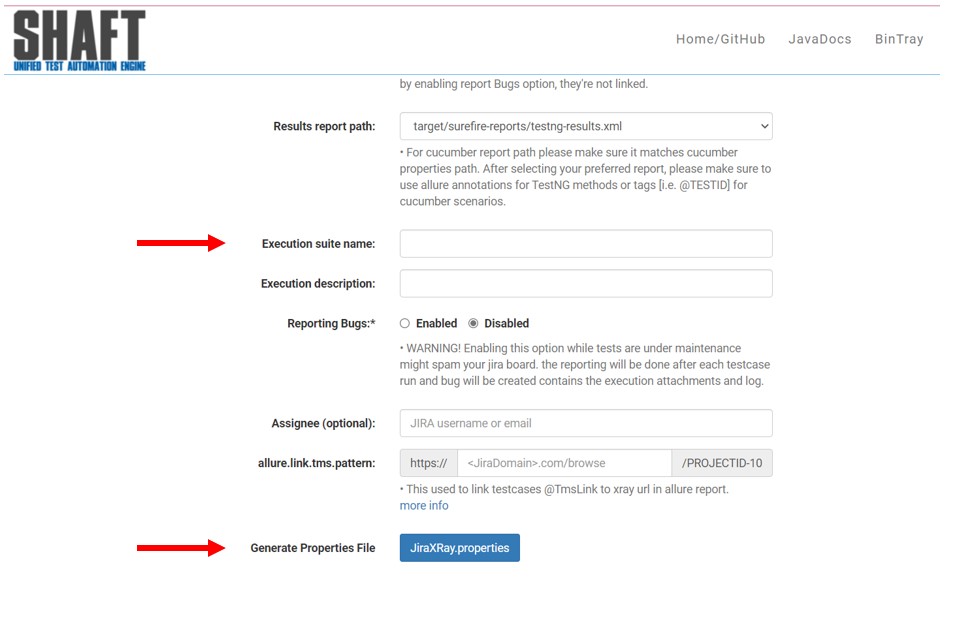 SHAFT
UNIFIED TEST AUTOMATION ENGINE
Home/GitHub JavaDocs BinTray
by enabling report Bugs option, they're not linked.
Results report path: target/surefire-reports/testng-results.xml
• For cucumber report path please make sure it matches cucumber
properties path. After selecting your preferred report, please make sure to
use allure annotations for TestNG methods or tags [i.e. @TESTID] for
cucumber scenarios.
Execution suite name:
Execution description:
Reporting Bugs:* Enabled Disabled
• WARNING! Enabling this option while tests are under maintenance
might spam your jira board. the reporting will be done after each testcase
run and bug will be created contains the execution attachments and log.
Assignee (optional): JIRA username or email
allure.link.tms.pattern: https:// <JiraDomain>.com/browse /PROJECTID-10
• This used to link testcases @TmsLink to xray url in allure report.
more info
Generate Properties File JiraXRay.properties